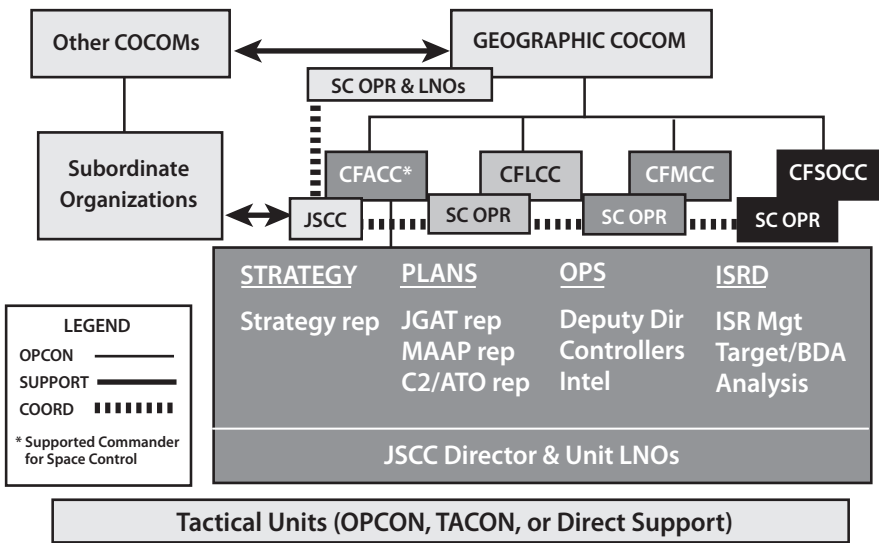 Other COCOMs
GEOGRAPHIC COCOM
SC OPR & LNOs
Subordinate
Organizations
CFACC*
CFLCC
CFMCC
CFSOCC
JSCC
SC OPR
SC OPR
SC OPR
STRATEGY
Strategy rep
PLANS
JGAT rep
MAAP rep
C2/ATO rep
OPS
Deputy Dir
Controllers
Intel
ISRD
ISR Mgt
Target/BDA
Analysis
JSCC Director & Unit LNOs
LEGEND
OPCON
SUPPORT
COORD
* Supported Commander
for Space Control
Tactical Units (OPCON, TACON, or Direct Support)